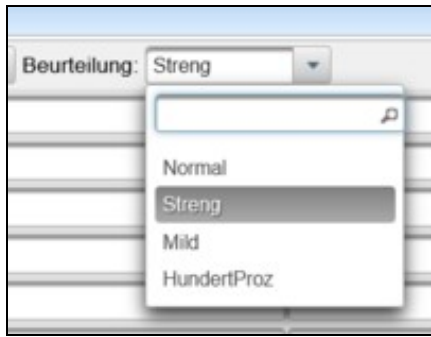 Beurteilung: Streng
Normal
Streng
Mild
HundertProz